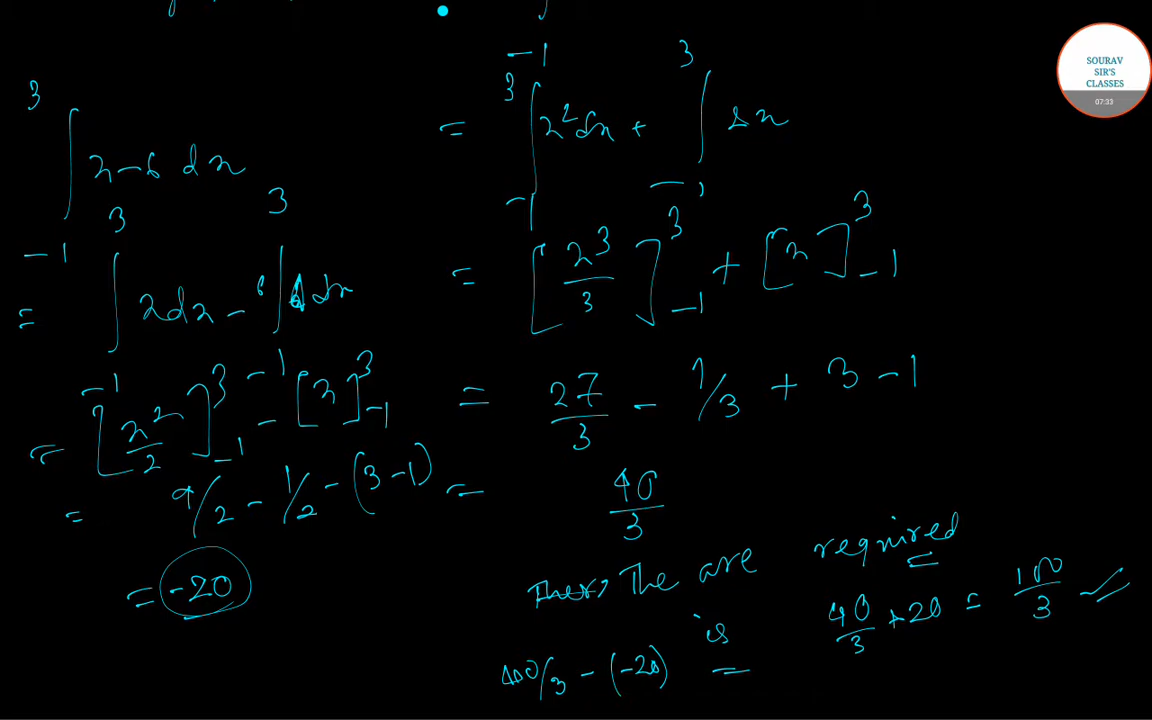 SOURAV
SIR'S
CLASSES
07:33
∫_{-1}^{3} x - 6 dx
= ∫_{-1}^{3} x dx - 6 ∫_{-1}^{3} dx
= [x²/2]_{-1}^{3} - [x]_{-1}^{3}
= 9/2 - 1/2 - (3 - 1)
= -20
= ∫_{-1}^{3} x² dx + ∫_{-1}^{3} dx
= [x³/3]_{-1}^{3} + [x]_{-1}^{3}
= 27/3 - 1/3 + 3 - 1
= 40/3
The are required
is
40/3 - (-20)
40/3 + 20 = 100/3